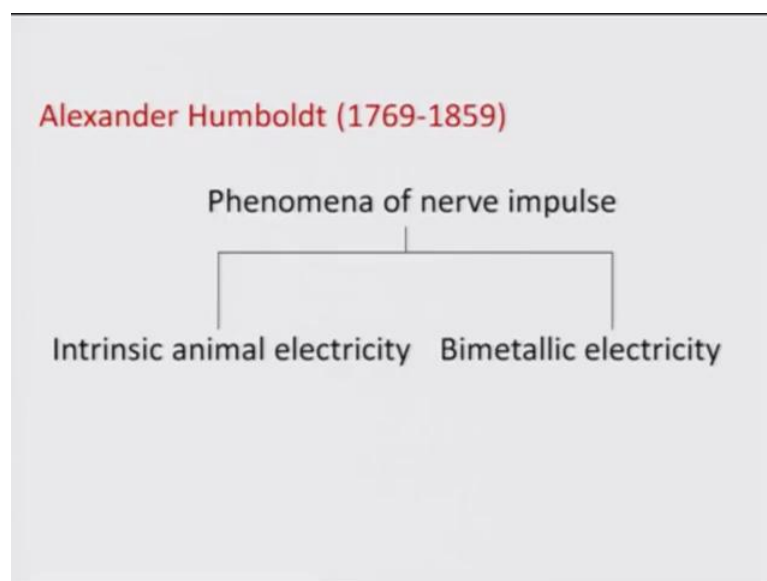 Alexander Humboldt (1769-1859)
Phenomena of nerve impulse
Intrinsic animal electricity Bimetallic electricity